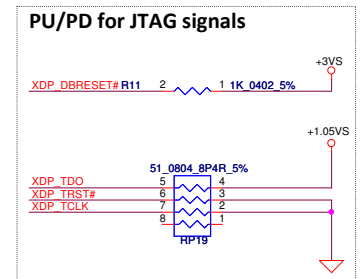 PU/PD for JTAG signals
+3VS
XDP_DBRESET# R11 2 1 1K_0402_5%
+1.05VS
51_0804_8P4R_5%
XDP_TDO 5 4
XDP_TRST# 6 3
XDP_TCLK 7 2
8 1
RP19